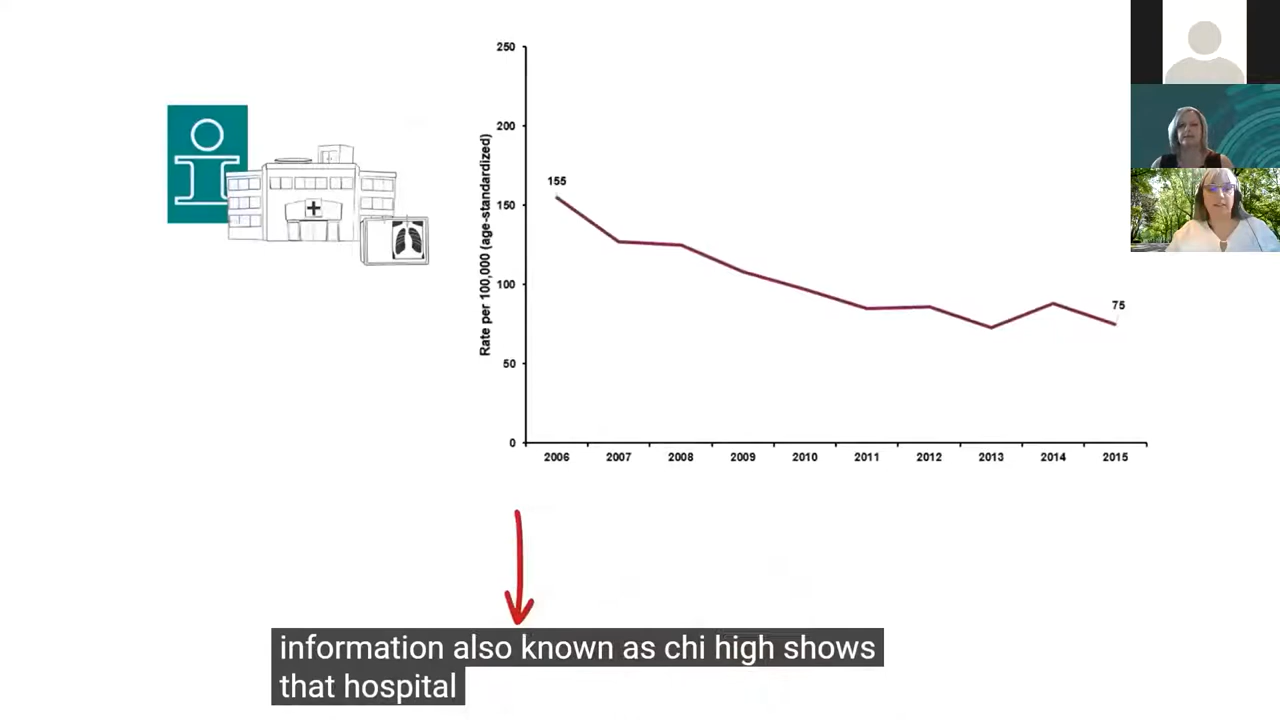 250
200
150
100
50
0
Rate per 100,000 (age-standardized)
155
75
2006 2007 2008 2009 2010 2011 2012 2013 2014 2015
information also known as chi high shows
that hospital